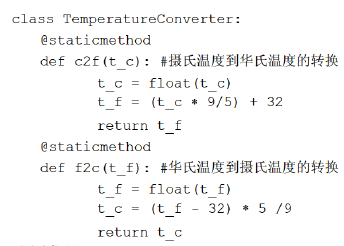 class TemperatureConverter:
    @staticmethod
    def c2f(t_c): #摄氏温度到华氏温度的转换
        t_c = float(t_c)
        t_f = (t_c * 9/5) + 32
        return t_f
    @staticmethod
    def f2c(t_f): #华氏温度到摄氏温度的转换
        t_f = float(t_f)
        t_c = (t_f - 32) * 5 /9
        return t_c